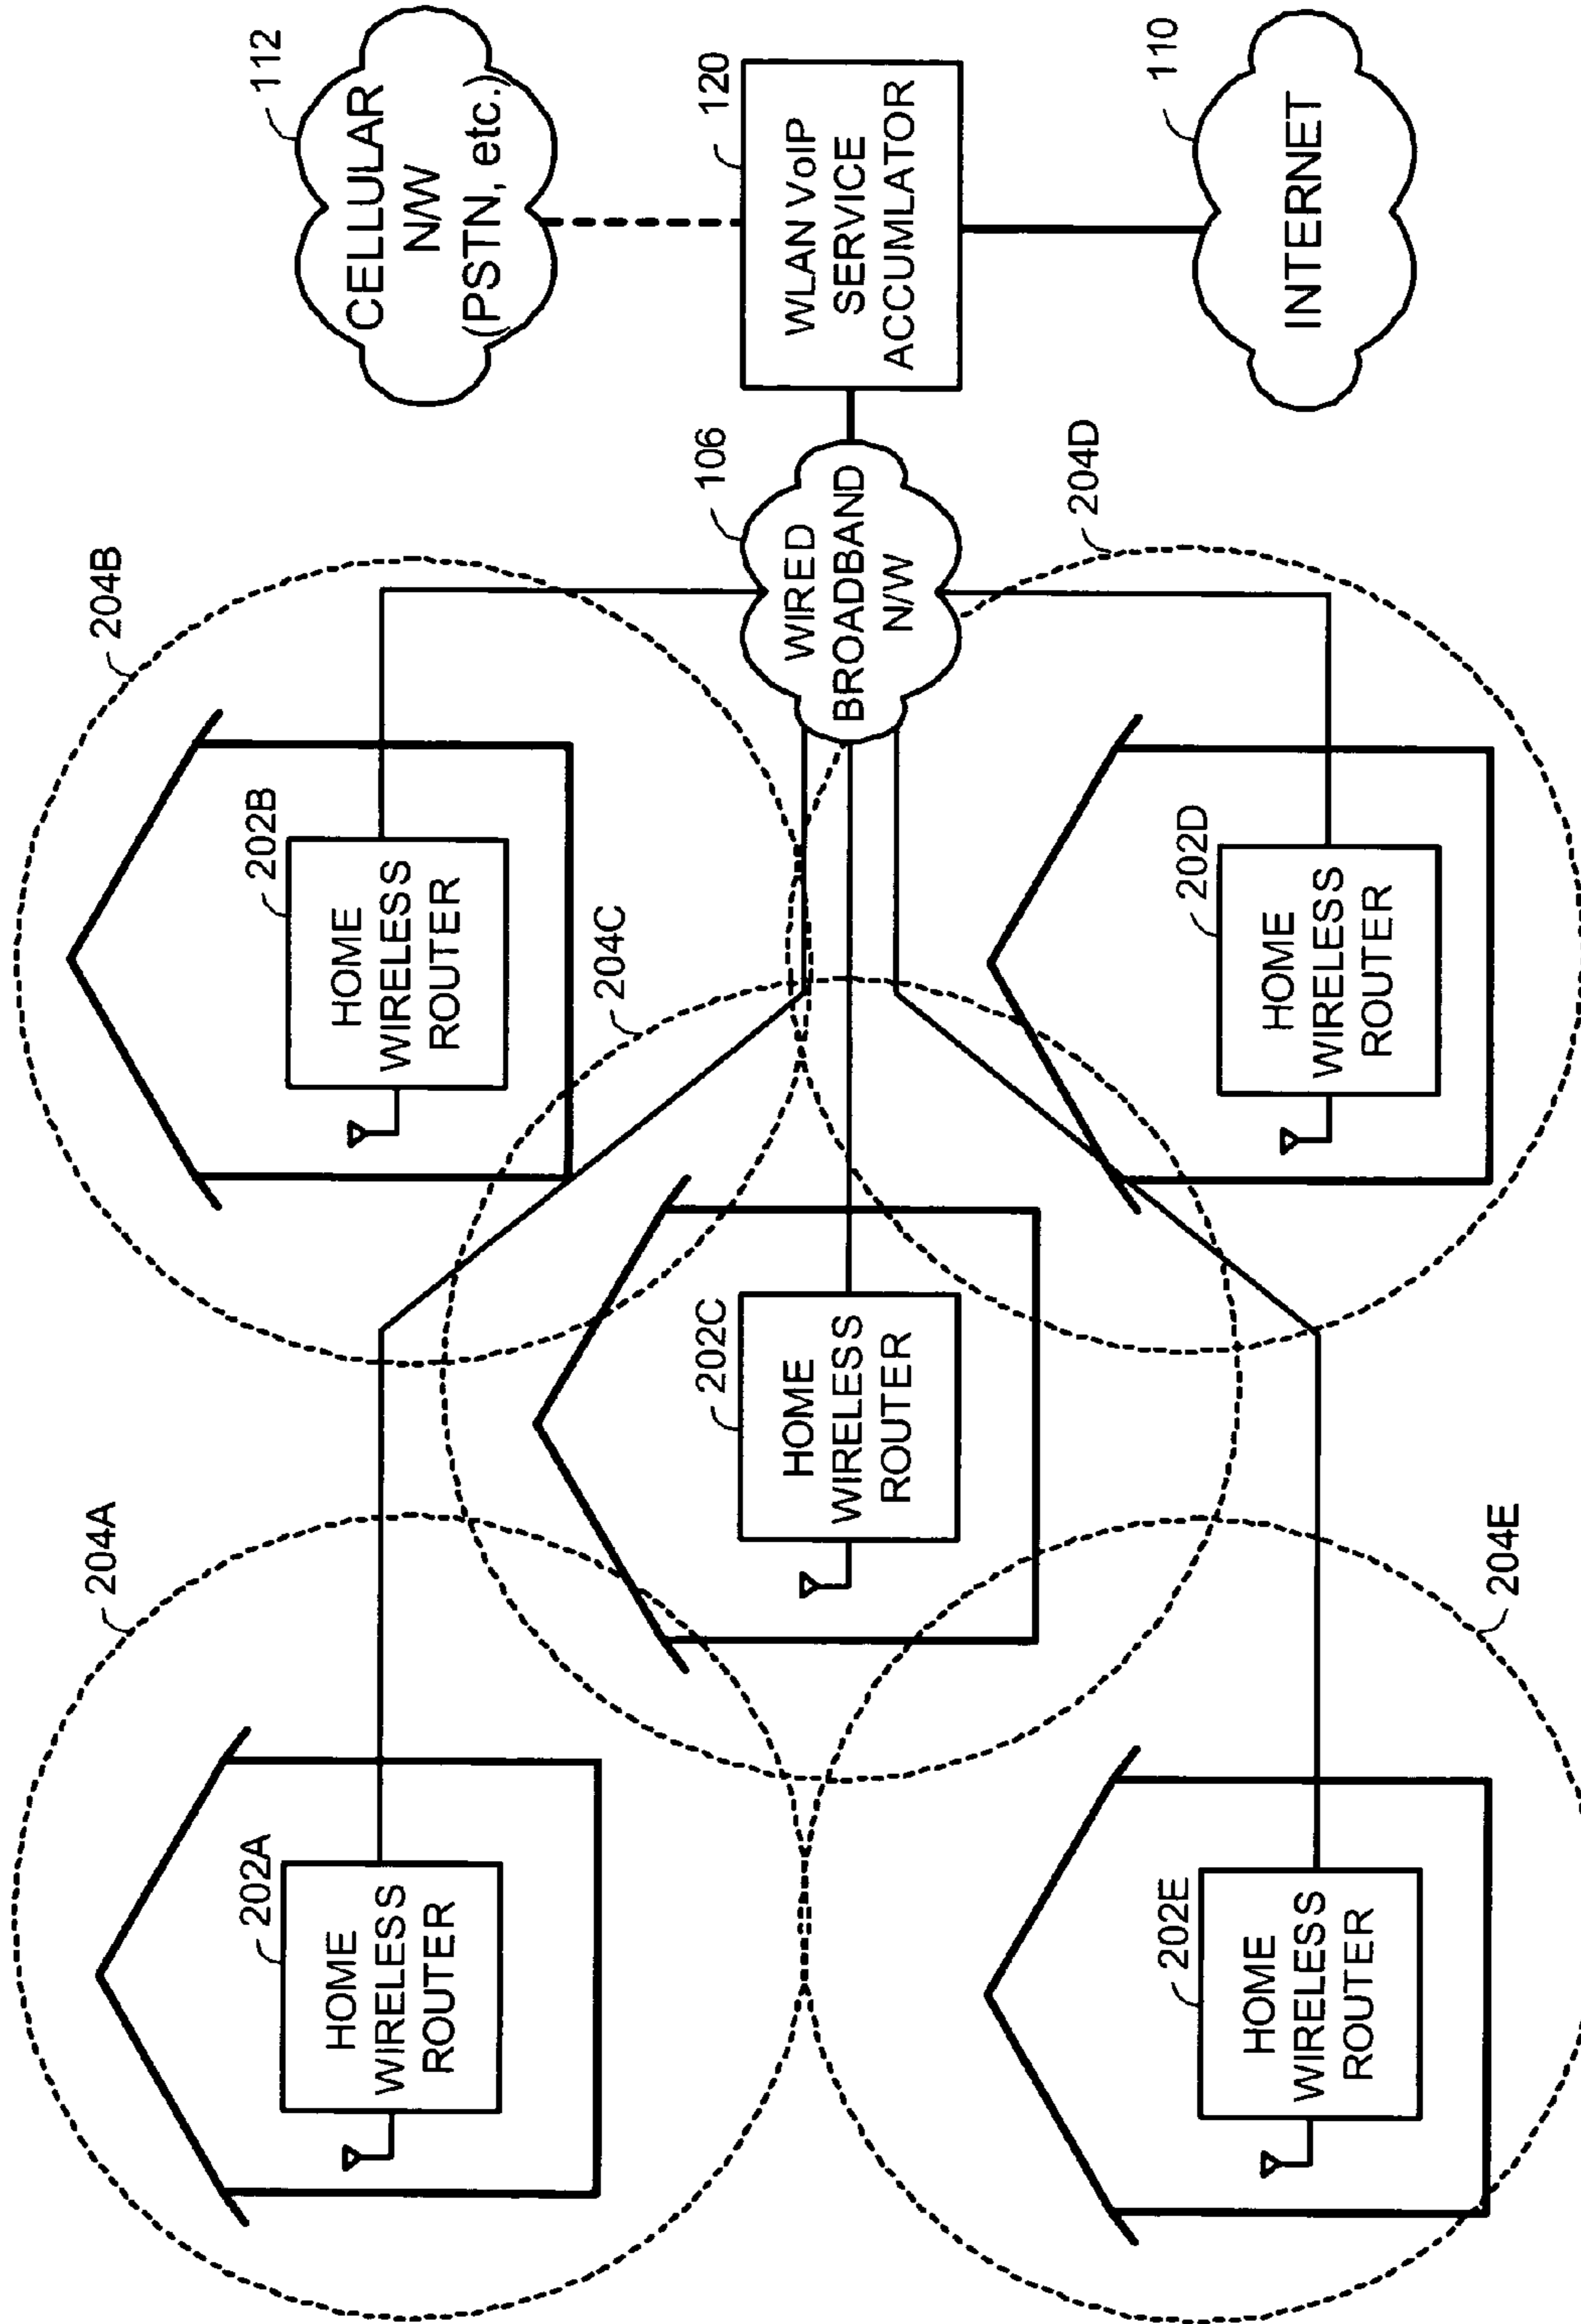 204A
202A
HOME
WIRELESS
ROUTER
204B
202B
HOME
WIRELESS
ROUTER
204C
202C
HOME
WIRELESS
ROUTER
202E
HOME
WIRELESS
ROUTER
204E
202D
HOME
WIRELESS
ROUTER
204D
106
WIRED
BROADBAND
N/W
112
CELLULAR
N/W
(PSTN, etc.)
120
WLAN VoIP
SERVICE
ACCUMLATOR
110
INTERNET